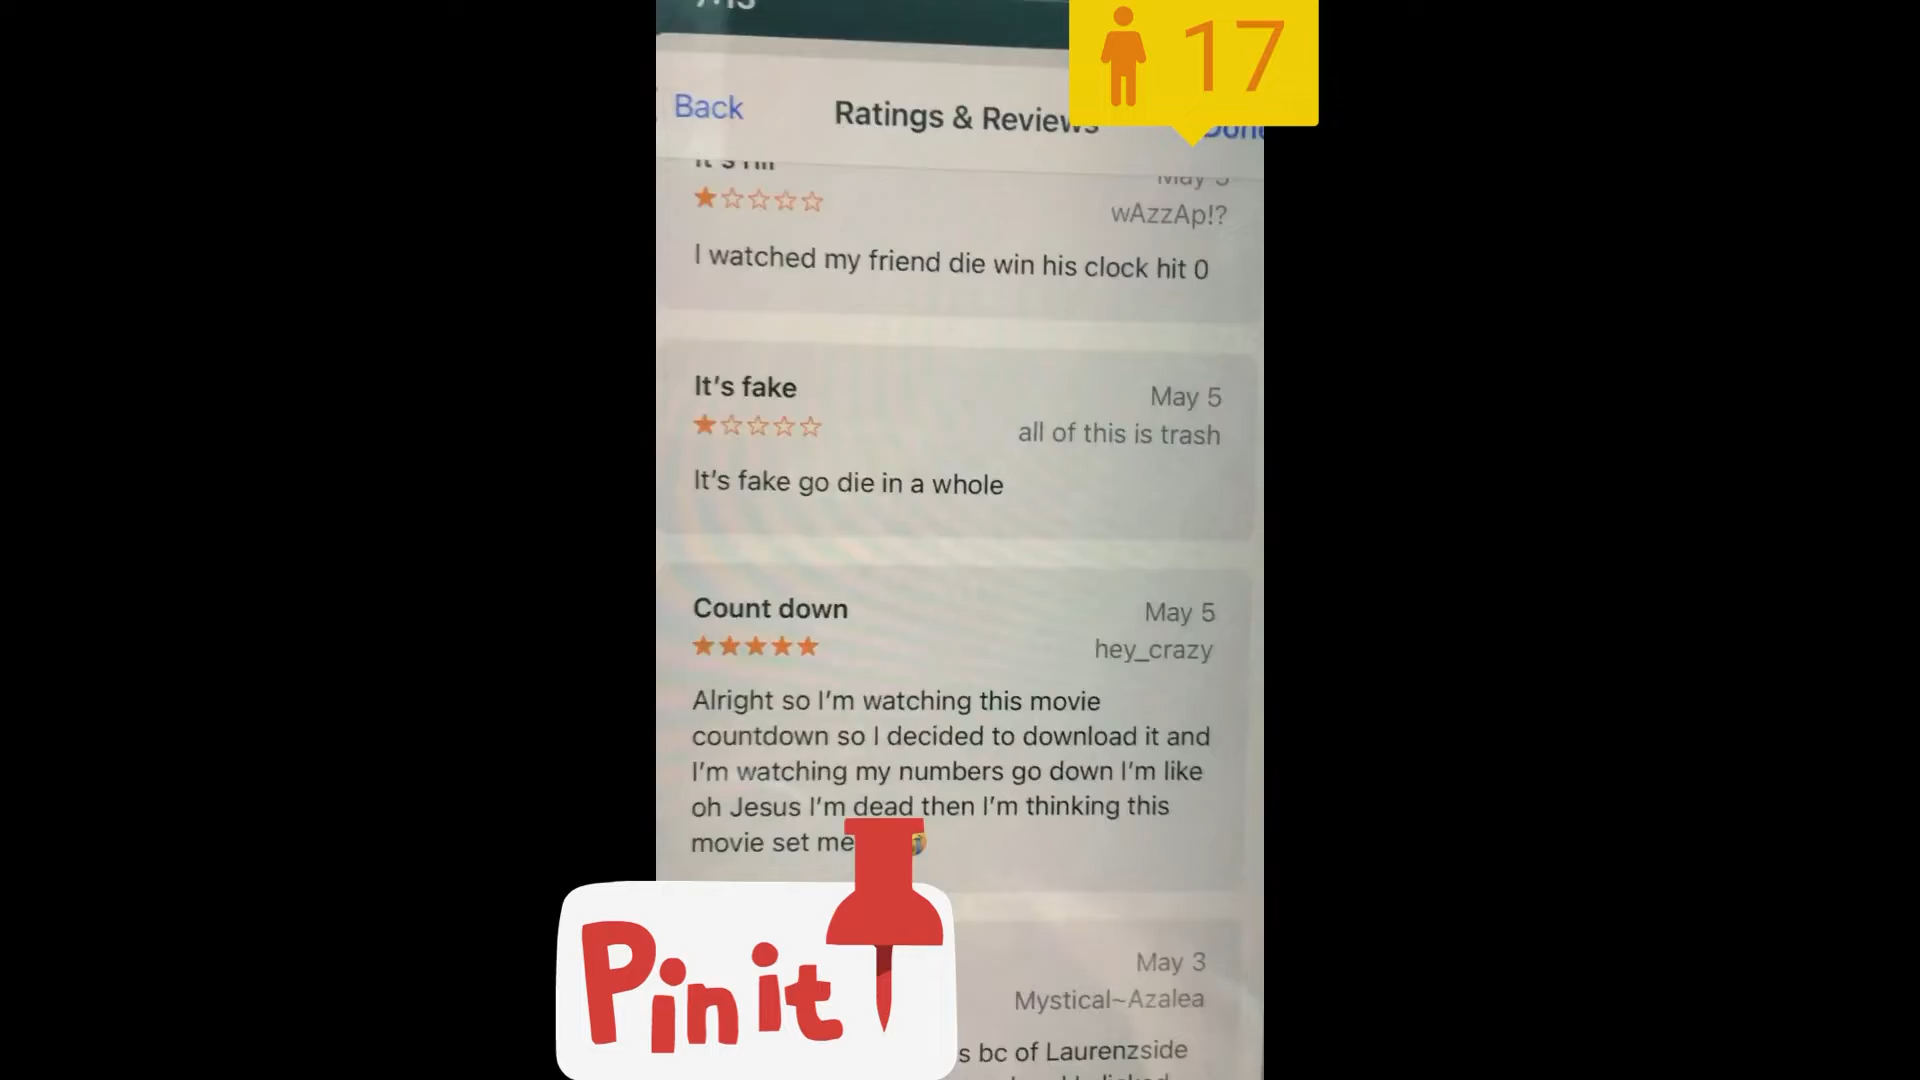 17
Back
Ratings & Reviews
Done
May 5
wAzzAp!?
I watched my friend die win his clock hit 0
It's fake
May 5
all of this is trash
It's fake go die in a whole
Count down
May 5
hey_crazy
Alright so I'm watching this movie
countdown so I decided to download it and
I'm watching my numbers go down I'm like
oh Jesus I'm dead then I'm thinking this
movie set me
Pin it
May 3
Mystical~Azalea
s bc of Laurenzside